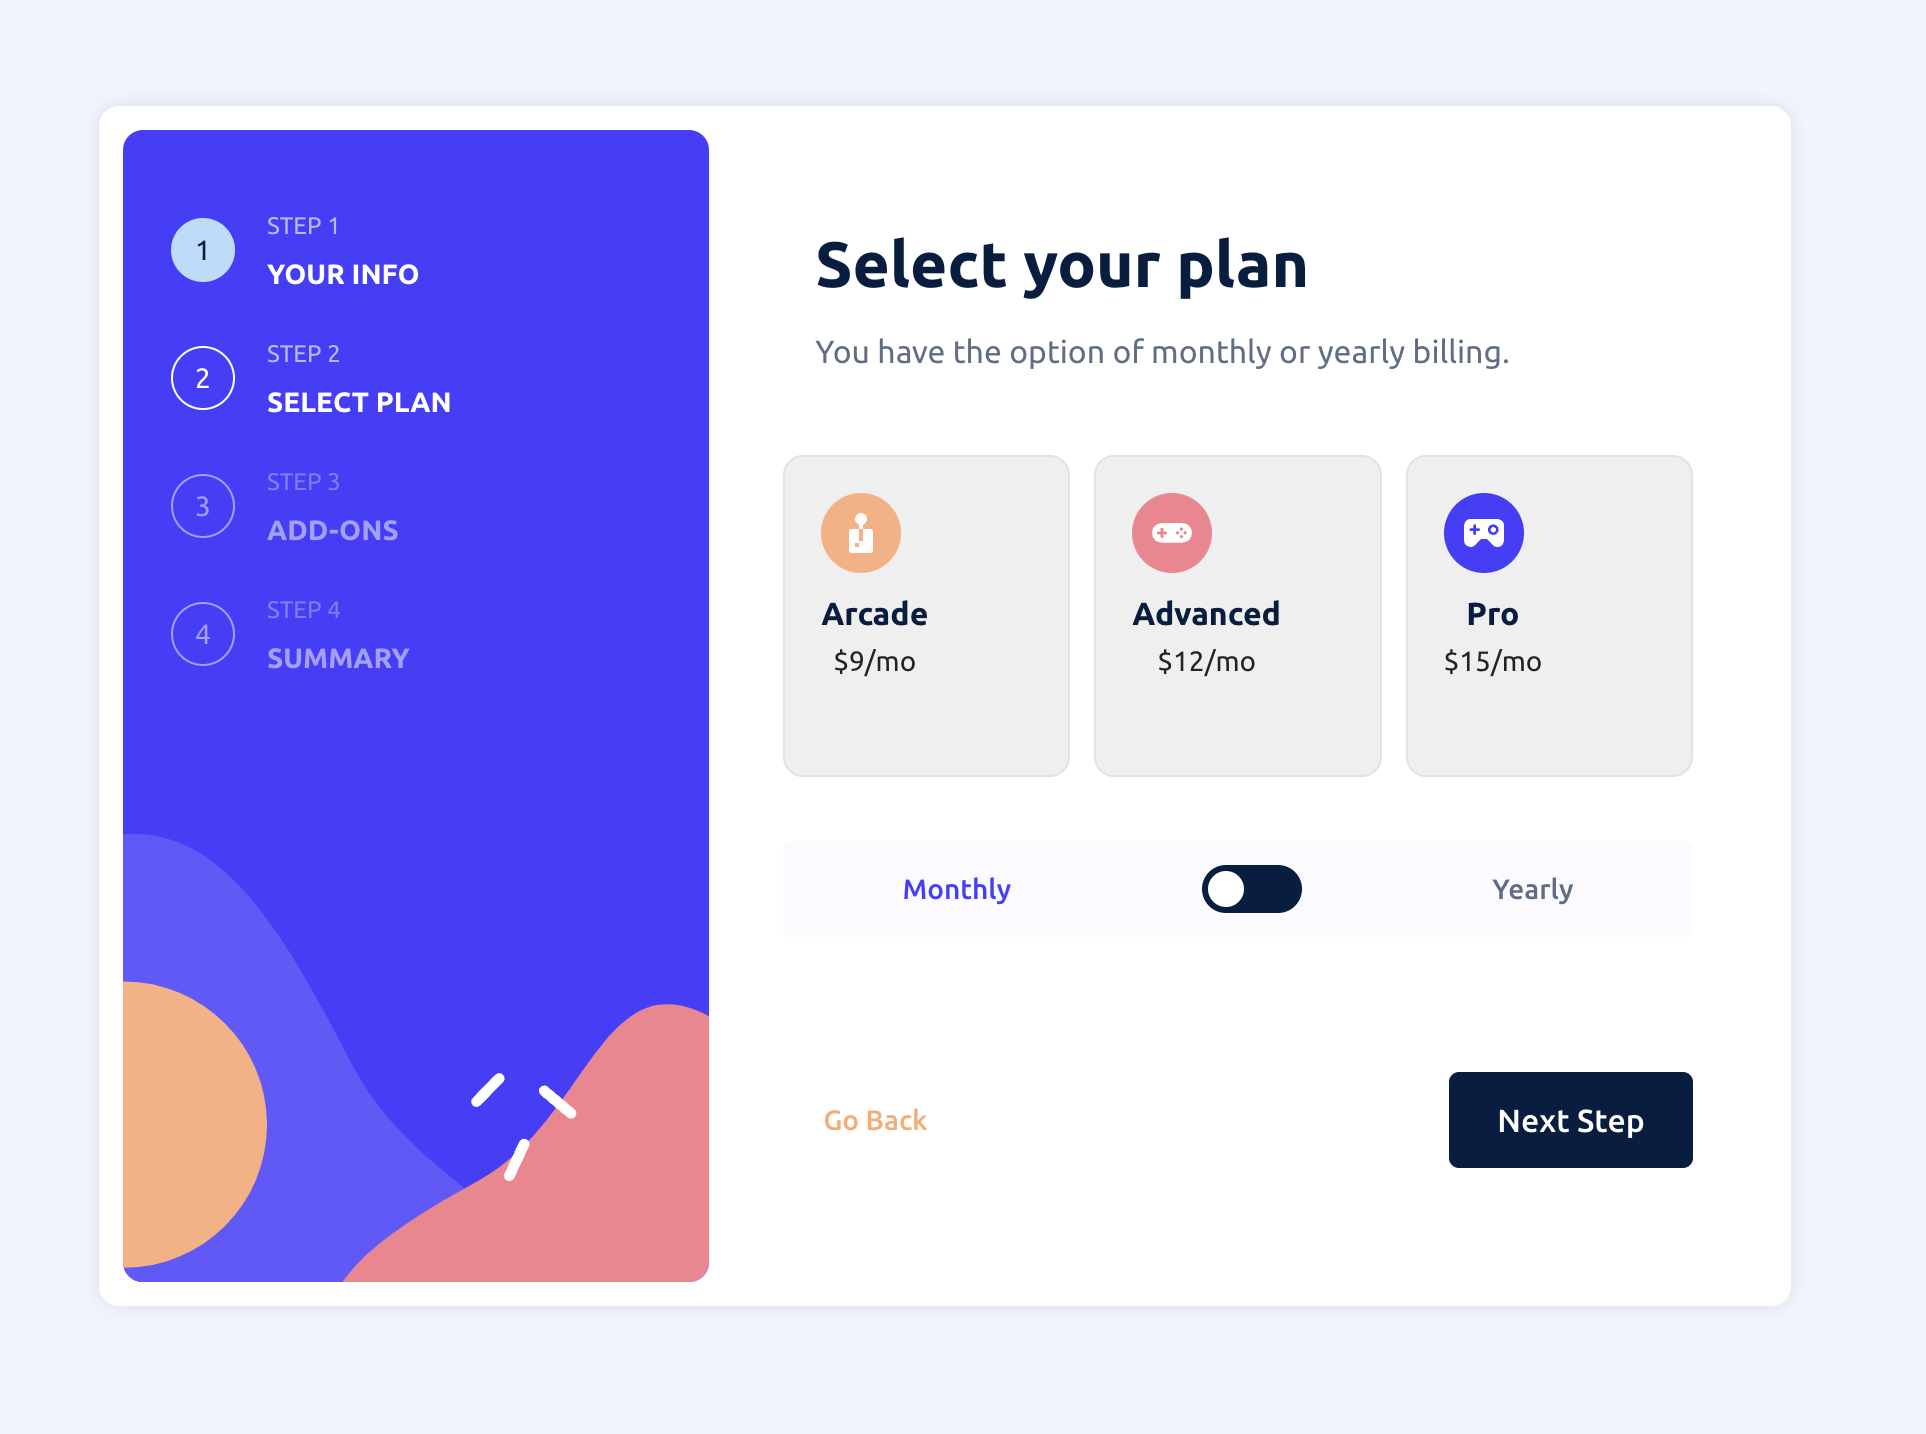 1
STEP 1
YOUR INFO
2
STEP 2
SELECT PLAN
3
STEP 3
ADD-ONS
4
STEP 4
SUMMARY
Select your plan
You have the option of monthly or yearly billing.
Arcade
$9/mo
Advanced
$12/mo
Pro
$15/mo
Monthly
Yearly
Go Back
Next Step